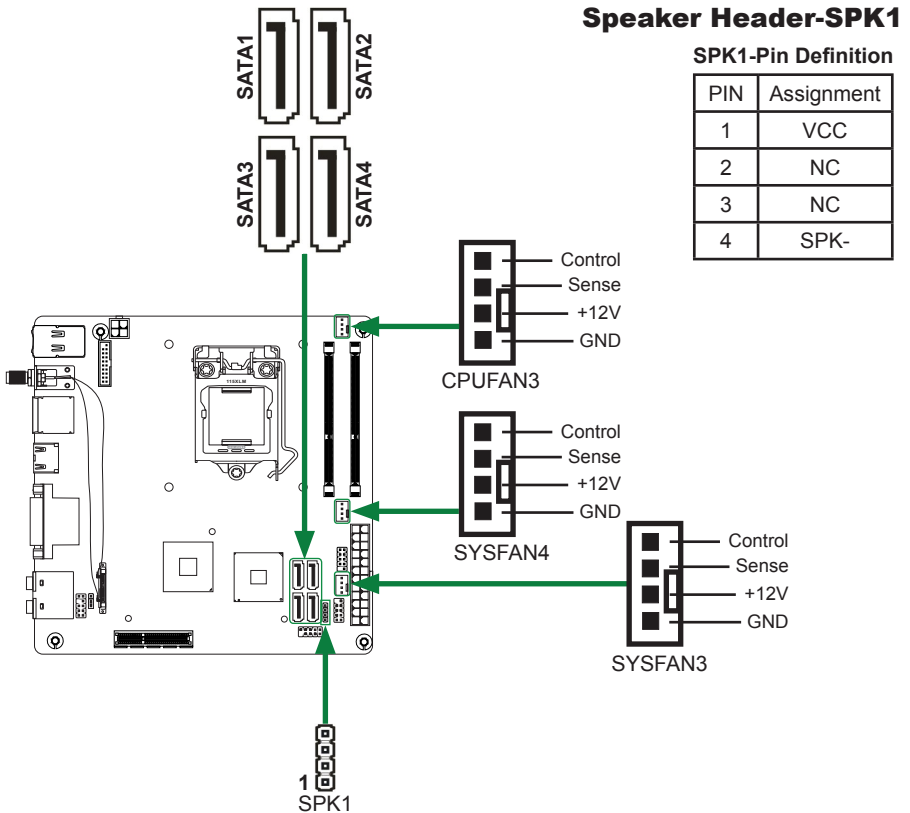 Speaker Header-SPK1
SPK1-Pin Definition
PIN Assignment
1 VCC
2 NC
3 NC
4 SPK-
SATA1
SATA2
SATA3
SATA4
Control
Sense
+12V
GND
CPUFAN3
Control
Sense
+12V
GND
SYSFAN4
Control
Sense
+12V
GND
SYSFAN3
115XLM
1
SPK1